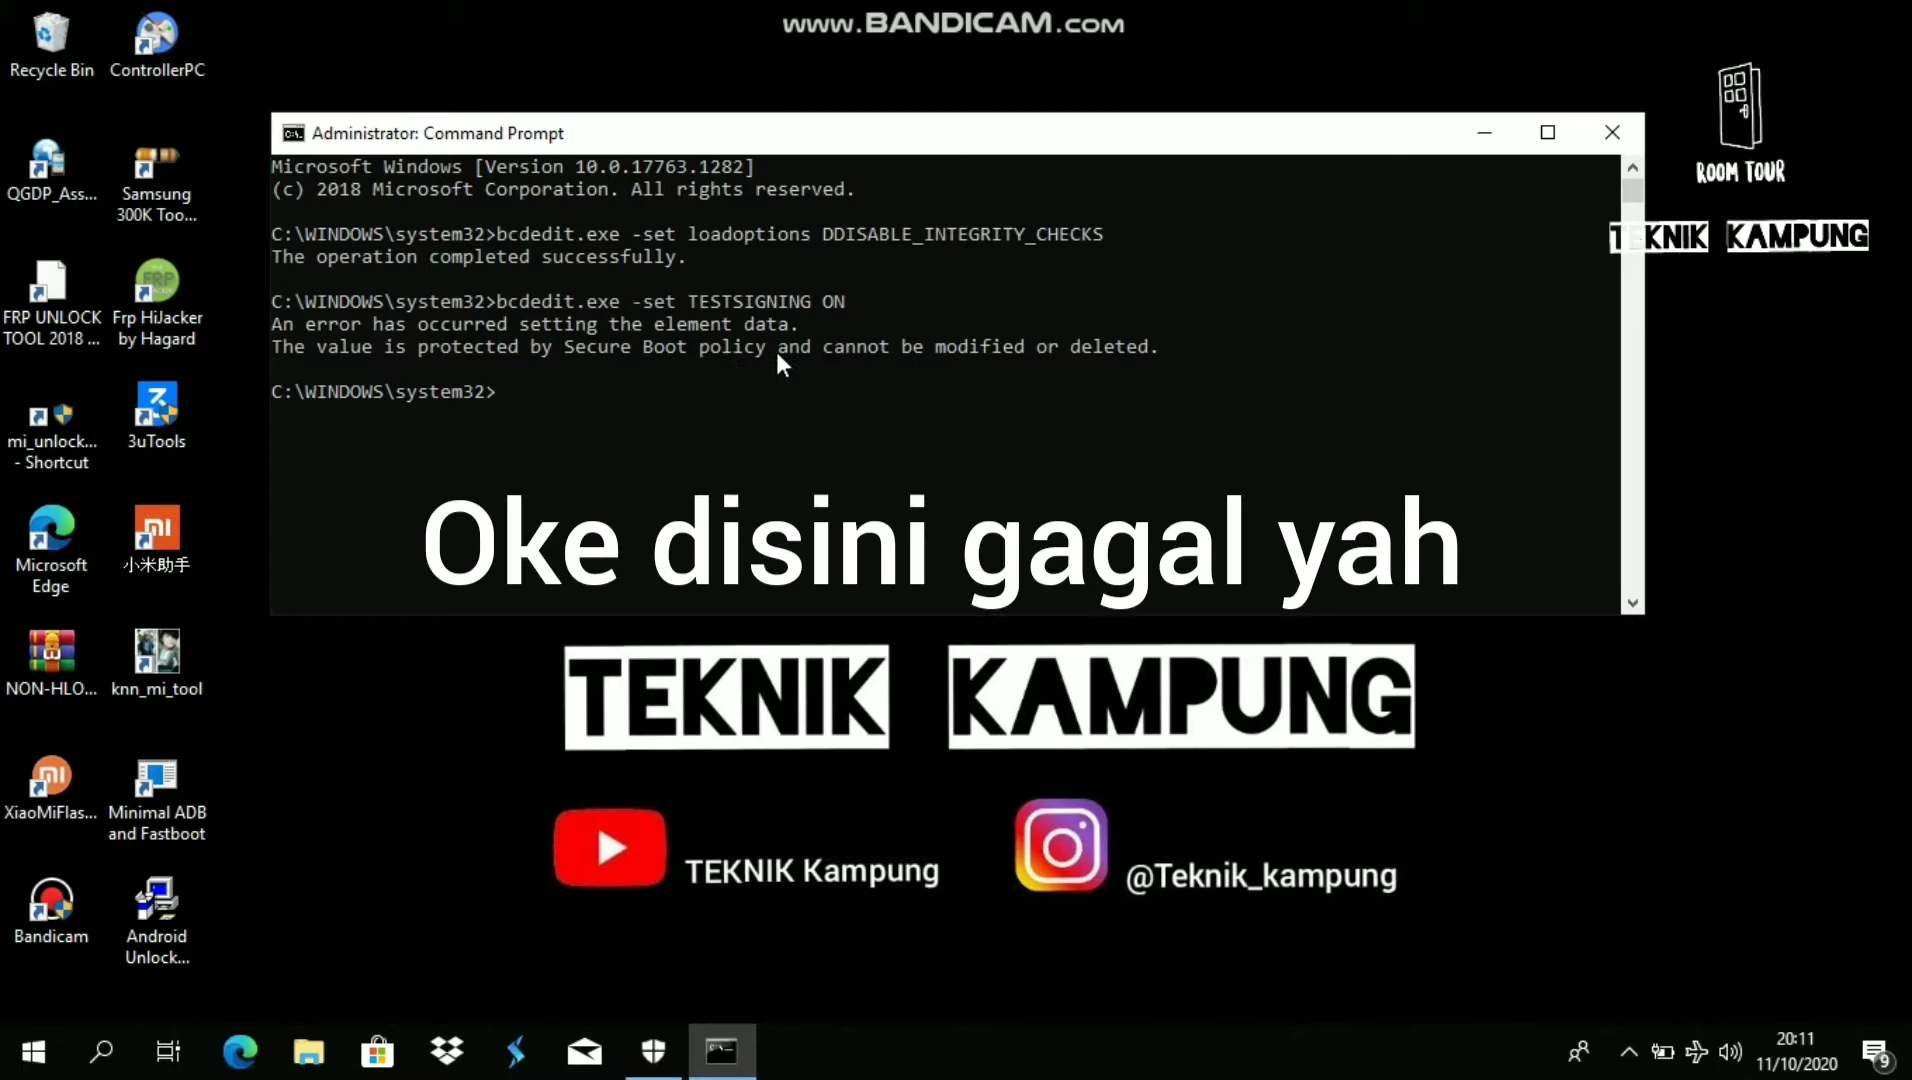 www.BANDICAM.com
Recycle Bin
ControllerPC
QGDP_Ass...
Samsung
300K Too...
FRP UNLOCK
TOOL 2018 ...
Frp HiJacker
by Hagard
mi_unlock...
- Shortcut
3uTools
Microsoft
Edge
小米助手
NON-HLO...
knn_mi_tool
XiaoMiFlas...
Minimal ADB
and Fastboot
Bandicam
Android
Unlock...
Administrator: Command Prompt
Microsoft Windows [Version 10.0.17763.1282]
(c) 2018 Microsoft Corporation. All rights reserved.
C:\WINDOWS\system32>bcdedit.exe -set loadoptions DDISABLE_INTEGRITY_CHECKS
The operation completed successfully.
C:\WINDOWS\system32>bcdedit.exe -set TESTSIGNING ON
An error has occurred setting the element data.
The value is protected by Secure Boot policy and cannot be modified or deleted.
C:\WINDOWS\system32>
Oke disini gagal yah
ROOM TOUR
TEKNIK KAMPUNG
TEKNIK KAMPUNG
TEKNIK Kampung
@Teknik_kampung
20:11
11/10/2020
9